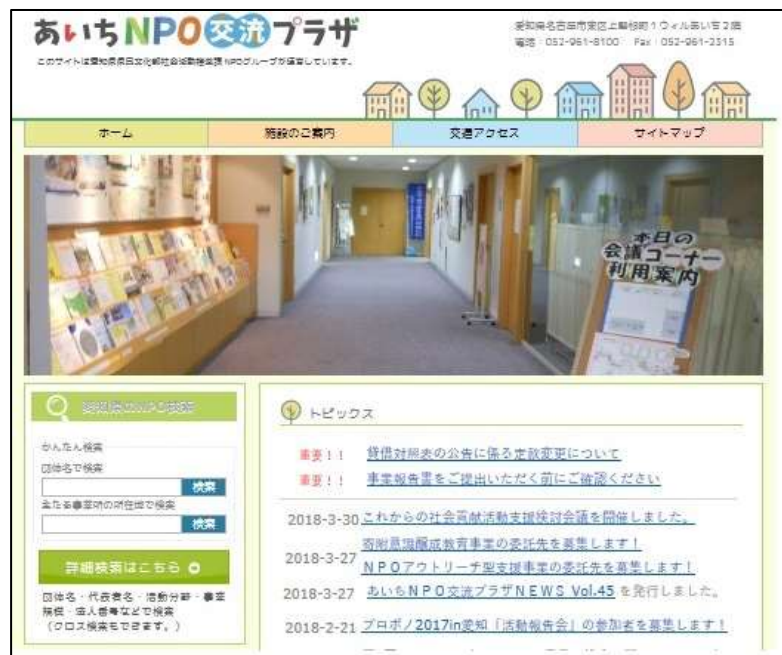 あいちNPO交流プラザ
愛知県名古屋市東区上竪杉町1ウィルあいち2階
電話:052-961-8100 Fax:052-961-2315
このサイトは愛知県県民文化部社会活動推進課NPOグループが運営しています。
ホーム
施設のご案内
交通アクセス
サイトマップ
本日の
会議コーナー
利用案内
愛知県のNPO検索
かんたん検索
団体名で検索
検索
主たる事業所の所在地で検索
検索
詳細検索はこちら
団体名・代表者名・活動分野・事業
規模・法人番号などで検索
(クロス検索もできます。)
トピックス
重要!! 貸借対照表の公告に係る定款変更について
重要!! 事業報告書をご提出いただく前にご確認ください
2018-3-30 これからの社会貢献活動支援検討会議を開催しました。
2018-3-27 寄附意識醸成教育事業の委託先を募集します!
NPOアウトリーチ型支援事業の委託先を募集します!
2018-3-27 あいちNPO交流プラザNEWS Vol.45 を発行しました。
2018-2-21 プロボノ2017in愛知「活動報告会」の参加者を募集します!